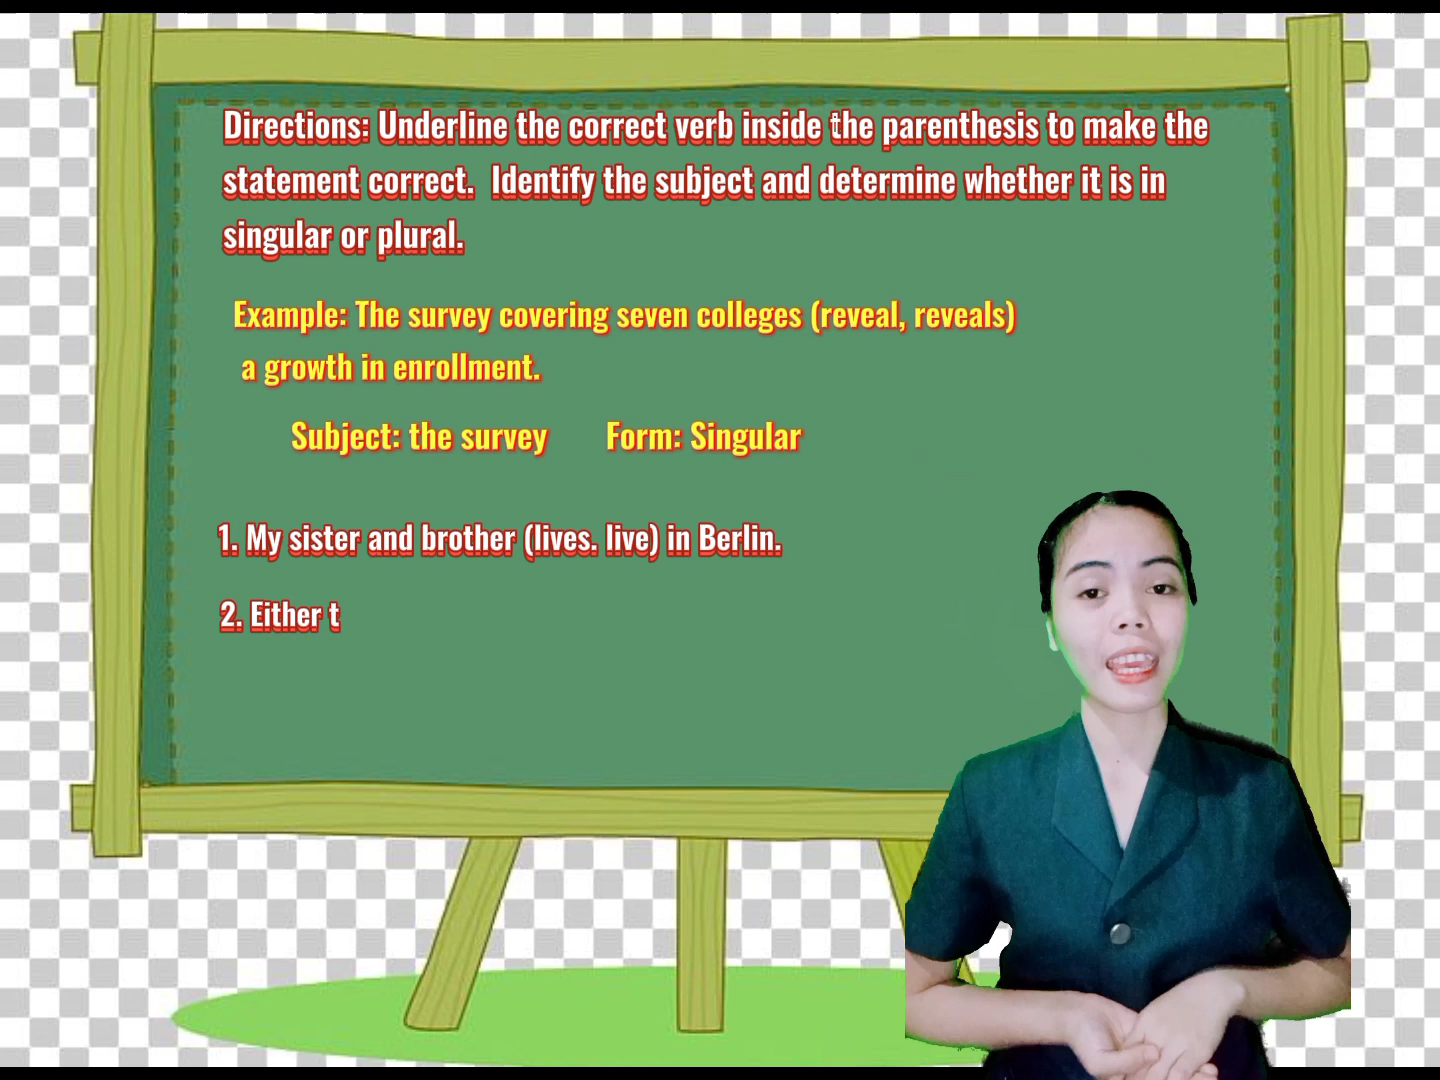 Directions: Underline the correct verb inside the parenthesis to make the
statement correct. Identify the subject and determine whether it is in
singular or plural.
Example: The survey covering seven colleges (reveal, reveals)
a growth in enrollment.
Subject: the survey Form: Singular
1. My sister and brother (lives. live) in Berlin.
2. Either t